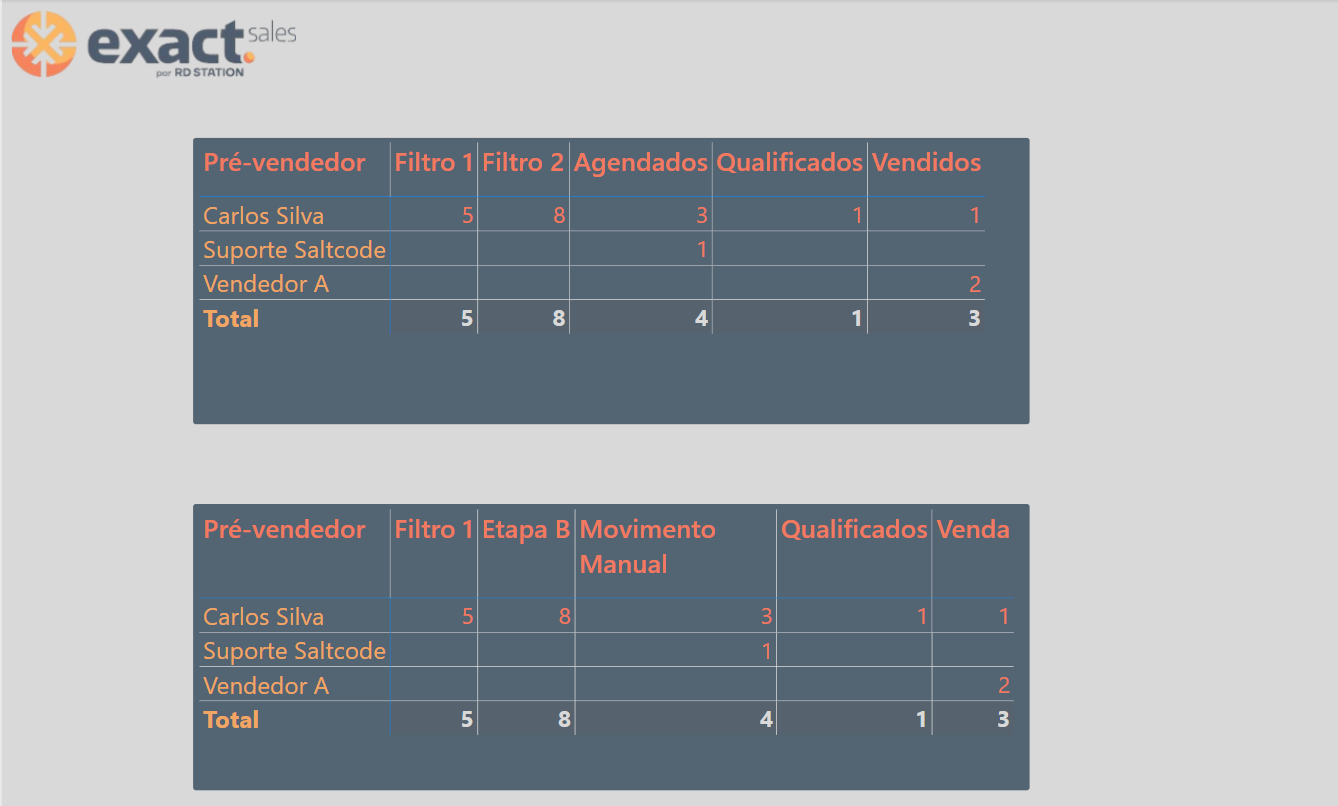 exact. sales
por RD STATION
Pré-vendedor Filtro 1 Filtro 2 Agendados Qualificados Vendidos
Carlos Silva 5 8 3 1 1
Suporte Saltcode 1
Vendedor A 2
Total 5 8 4 1 3
Pré-vendedor Filtro 1 Etapa B Movimento Qualificados Venda
Manual
Carlos Silva 5 8 3 1 1
Suporte Saltcode 1
Vendedor A 2
Total 5 8 4 1 3